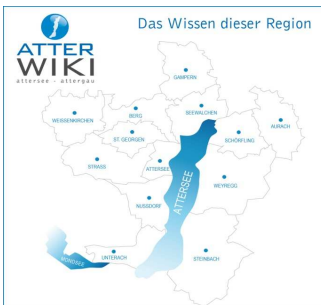 Das Wissen dieser Region
ATTER
WIKI
attersee - attergau
GAMPERN
WEISSENKIRCHEN
BERG
SEEWALCHEN
AURACH
ST. GEORGEN
SCHÖRFLING
STRASS
ATTERSEE
WEYREGG
ATTERSEE
NUSSDORF
MONDSEE
UNTERACH
STEINBACH